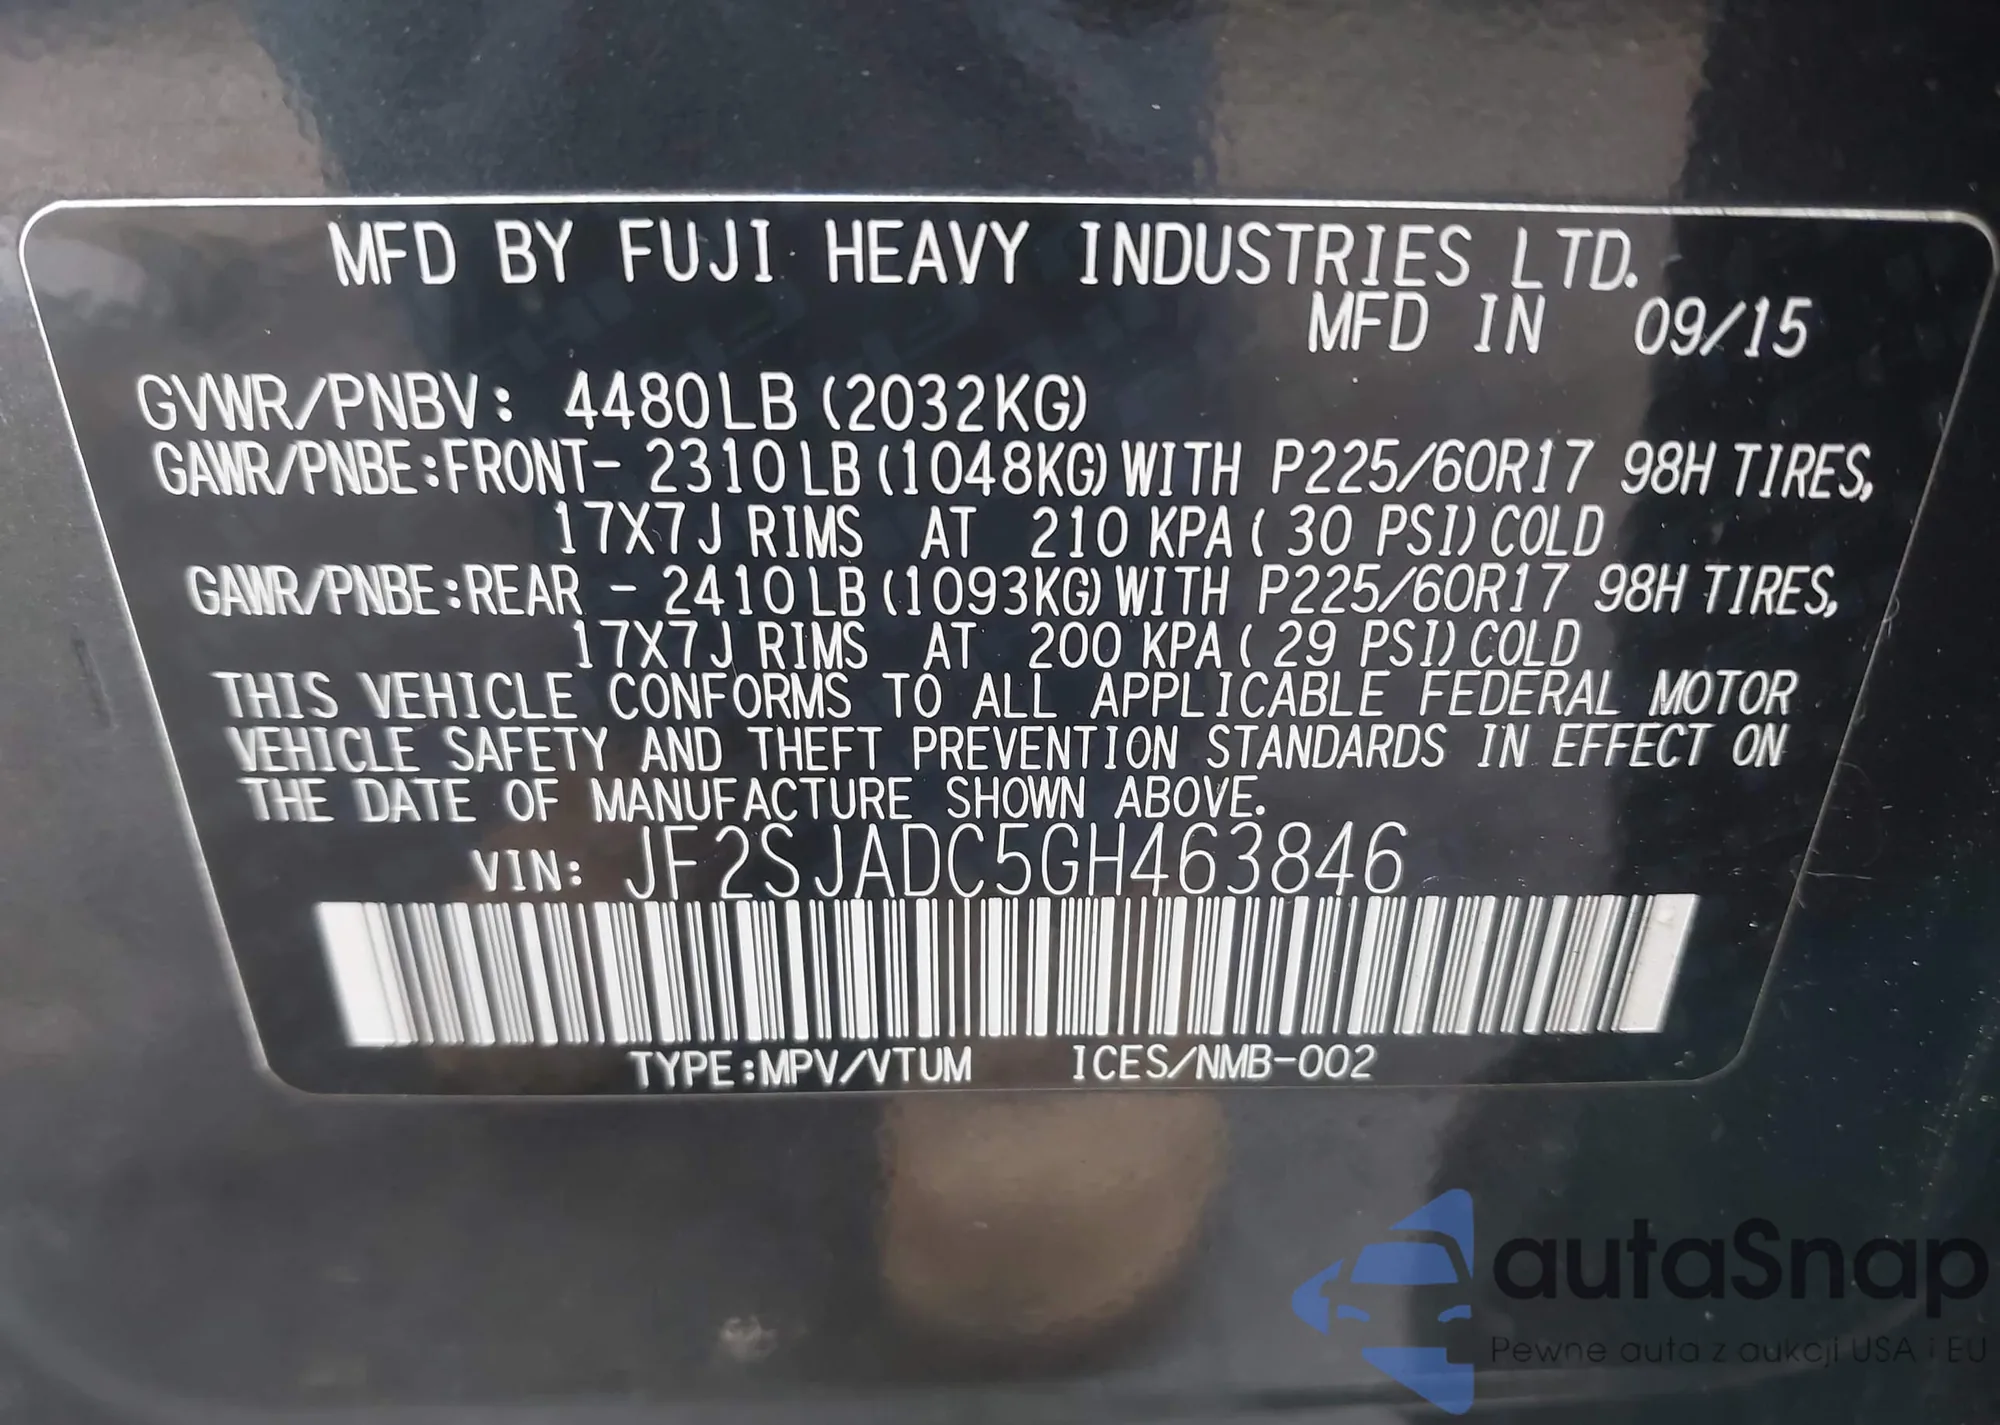 MFD BY FUJI HEAVY INDUSTRIES LTD.
MFD IN 09/15
GVWR/PNBV: 4480LB (2032KG)
GAWR/PNBE:FRONT- 2310LB (1048KG) WITH P225/60R17 98H TIRES,
17X7J RIMS AT 210 KPA ( 30 PSI) COLD
GAWR/PNBE:REAR - 2410LB (1093KG) WITH P225/60R17 98H TIRES,
17X7J RIMS AT 200 KPA ( 29 PSI) COLD
THIS VEHICLE CONFORMS TO ALL APPLICABLE FEDERAL MOTOR
VEHICLE SAFETY AND THEFT PREVENTION STANDARDS IN EFFECT ON
THE DATE OF MANUFACTURE SHOWN ABOVE.
VIN: JF2SJADC5GH463846
TYPE:MPV/VTUM ICES/NMB-002
autaSnap
Pewne auta z aukcji USA i EU